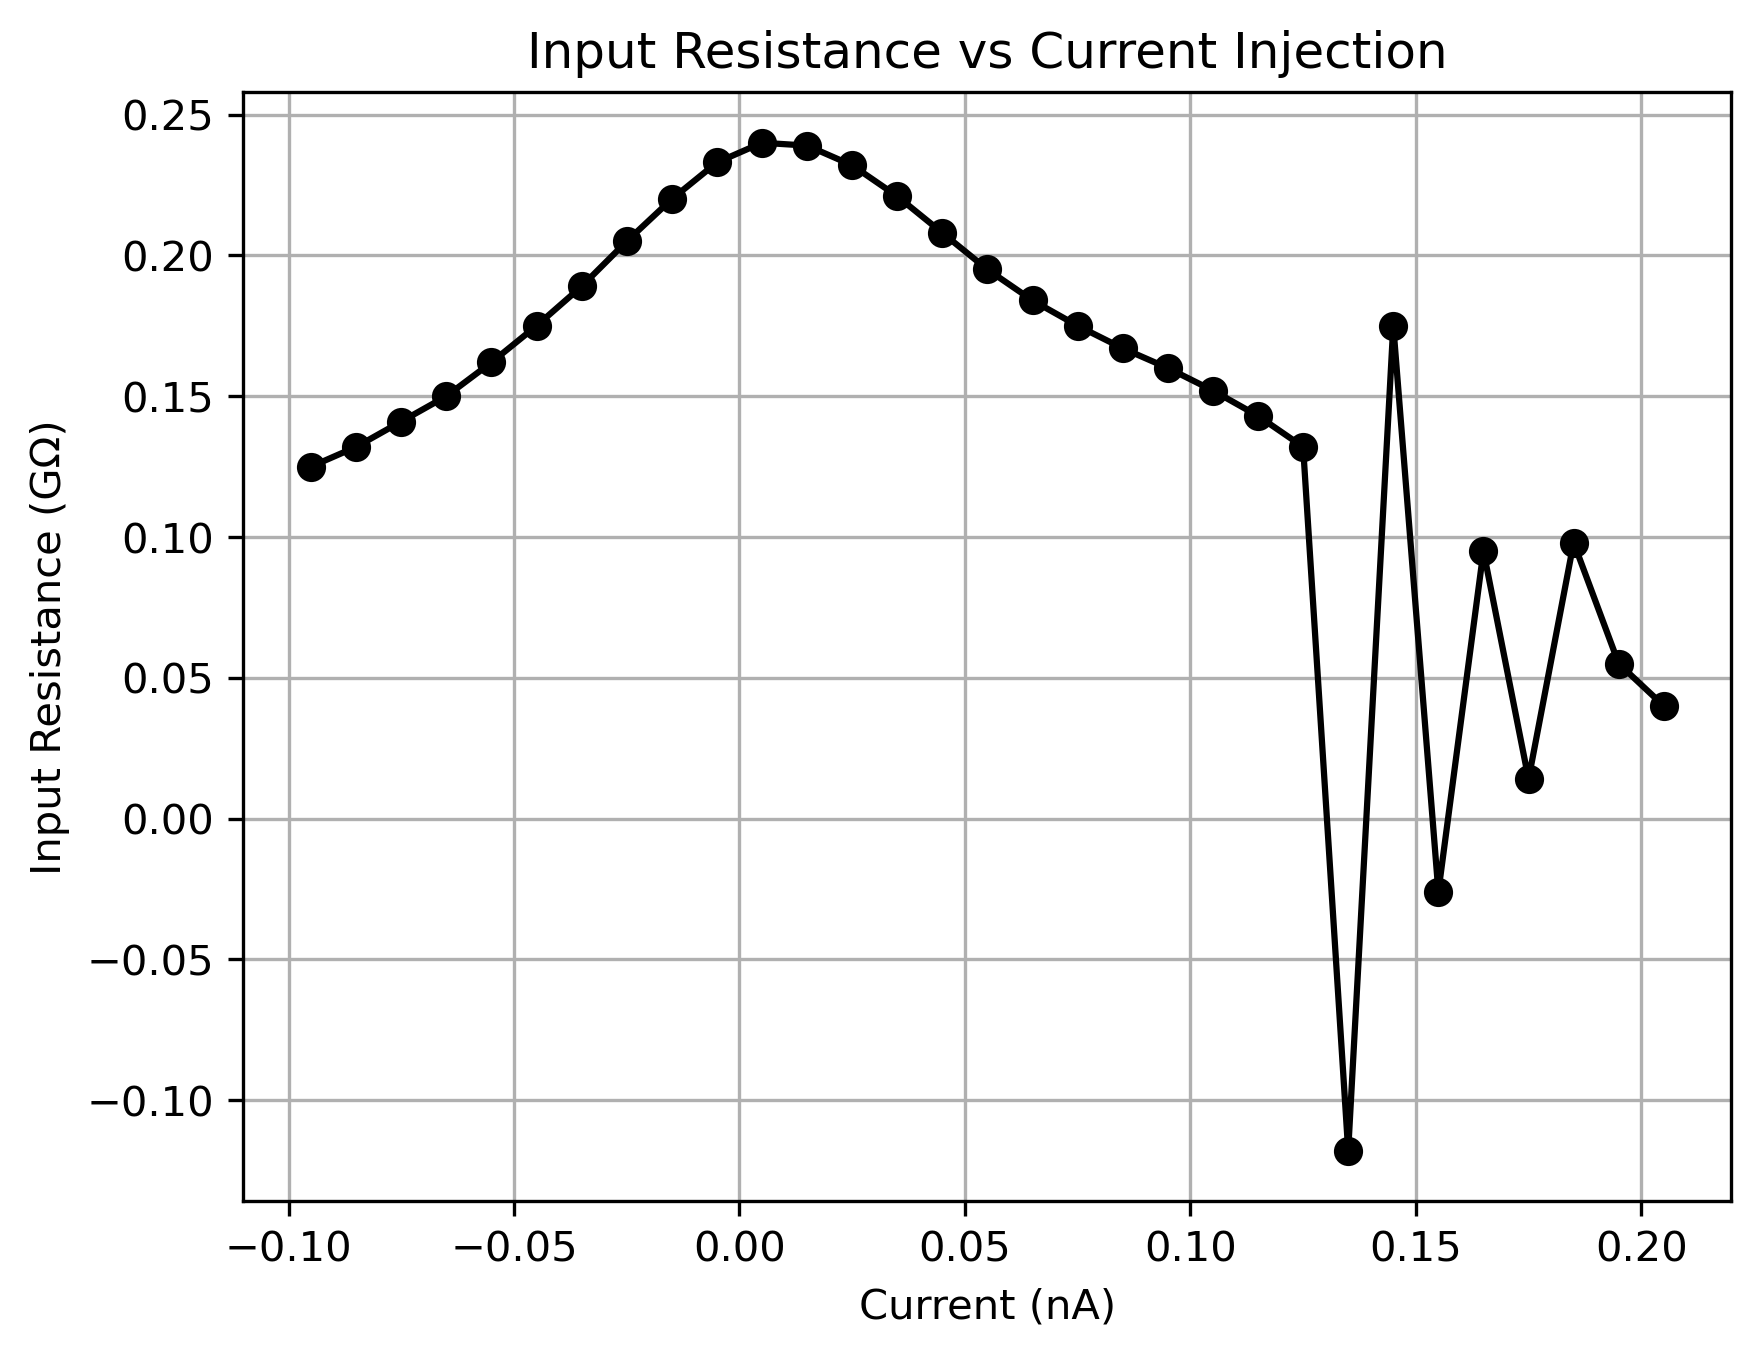 Input Resistance vs Current Injection
0.25
0.20
0.15
0.10
0.05
0.00
−0.05
−0.10
Input Resistance (GΩ)
−0.10 −0.05 0.00 0.05 0.10 0.15 0.20
Current (nA)